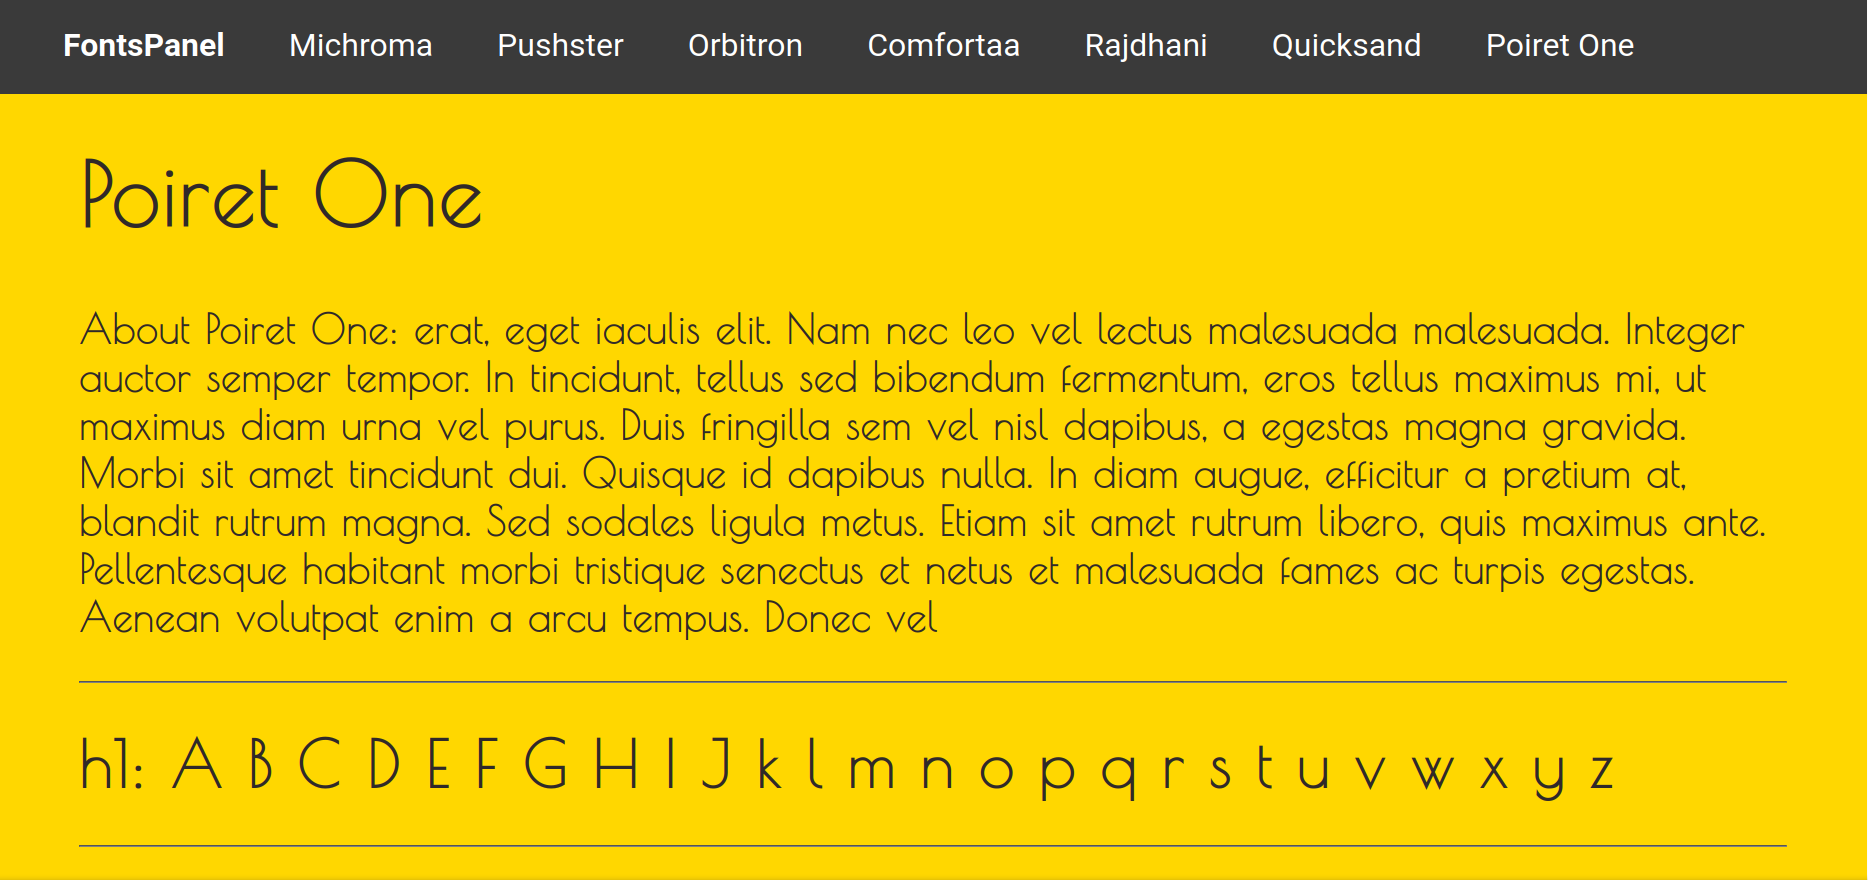 FontsPanel Michroma Pushster Orbitron Comfortaa Rajdhani Quicksand Poiret One
Poiret One
About Poiret One: erat, eget iaculis elit. Nam nec leo vel lectus malesuada malesuada. Integer
auctor semper tempor. In tincidunt, tellus sed bibendum fermentum, eros tellus maximus mi, ut
maximus diam urna vel purus. Duis fringilla sem vel nisl dapibus, a egestas magna gravida.
Morbi sit amet tincidunt dui. Quisque id dapibus nulla. In diam augue, efficitur a pretium at,
blandit rutrum magna. Sed sodales ligula metus. Etiam sit amet rutrum libero, quis maximus ante.
Pellentesque habitant morbi tristique senectus et netus et malesuada fames ac turpis egestas.
Aenean volutpat enim a arcu tempus. Donec vel
h1: A B C D E F G H I J k l m n o p q r s t u v w x y z